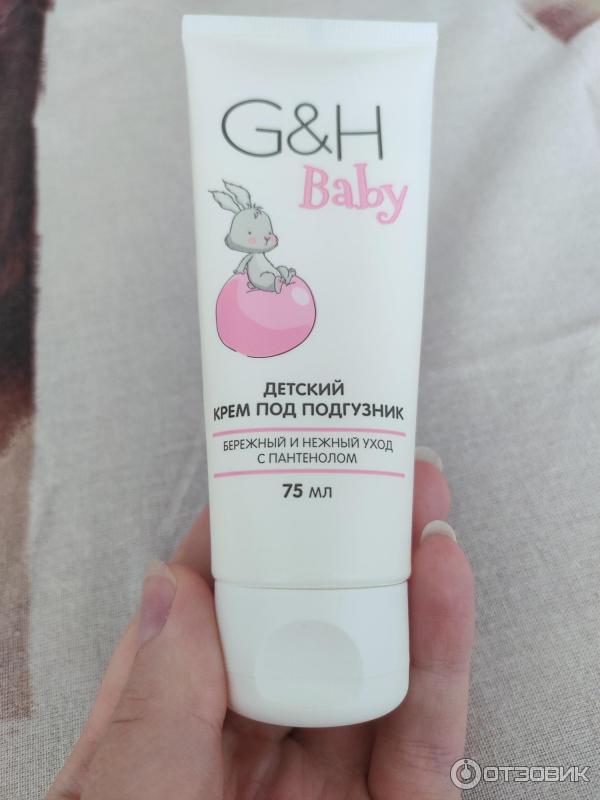 G&H
Baby
ДЕТСКИЙ
КРЕМ ПОД ПОДГУЗНИК
БЕРЕЖНЫЙ И НЕЖНЫЙ УХОД
С ПАНТЕНОЛОМ
75 МЛ
ОТЗОВИК